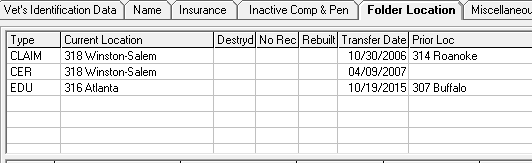 Vet's Identification Data Name Insurance Inactive Comp & Pen Folder Location Miscellaneou
Type Current Location Destryd No Rec Rebuilt Transfer Date Prior Loc
CLAIM 318 Winston-Salem 10/30/2006 314 Roanoke
CER 318 Winston-Salem 04/09/2007
EDU 316 Atlanta 10/19/2015 307 Buffalo